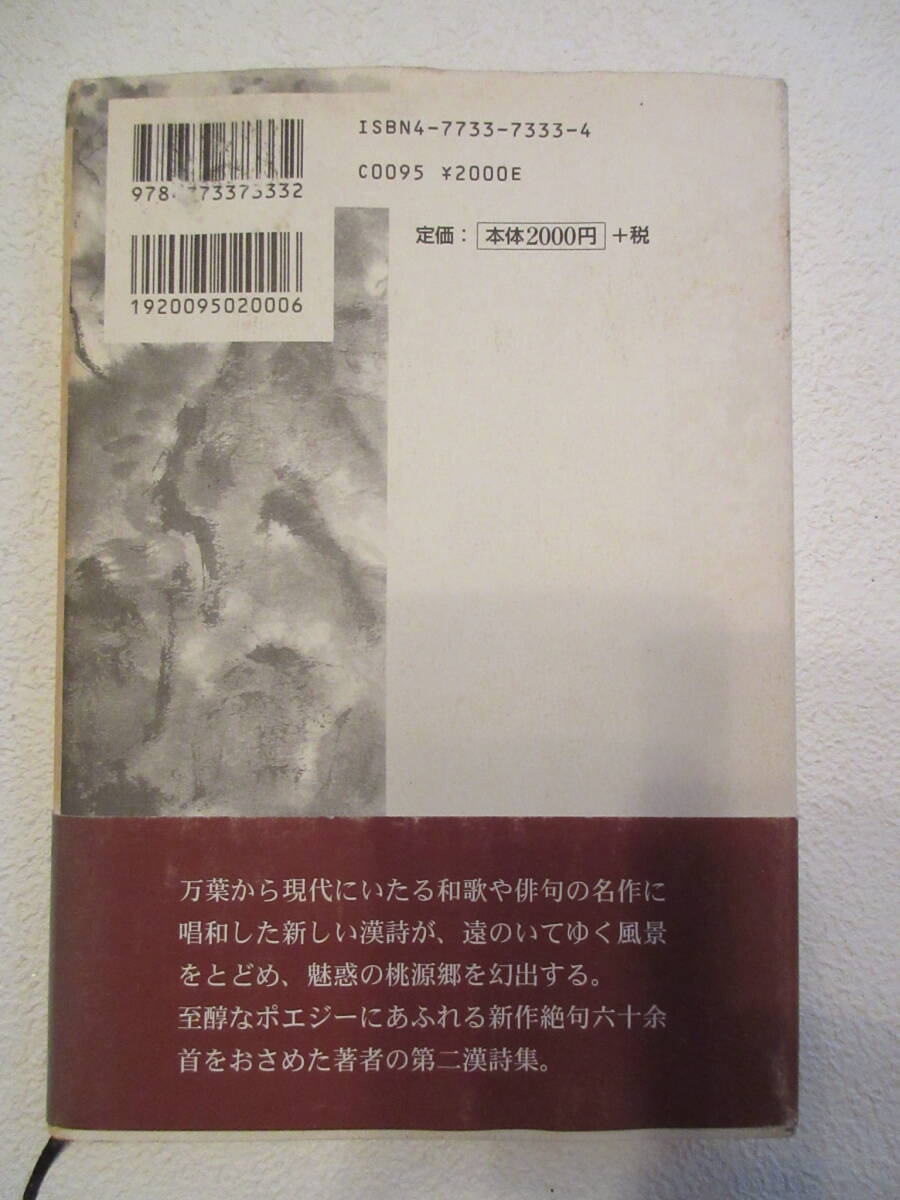 ISBN4-7733-7333-4
C0095 ¥2000E
定価： 本体2000円 +税
1920095020006
万葉から現代にいたる和歌や俳句の名作に
唱和した新しい漢詩が、遠のいてゆく風景
をとどめ、魅惑の桃源郷を幻出する。
至醇なポエジーにあふれる新作絶句六十余
首をおさめた著者の第二漢詩集。